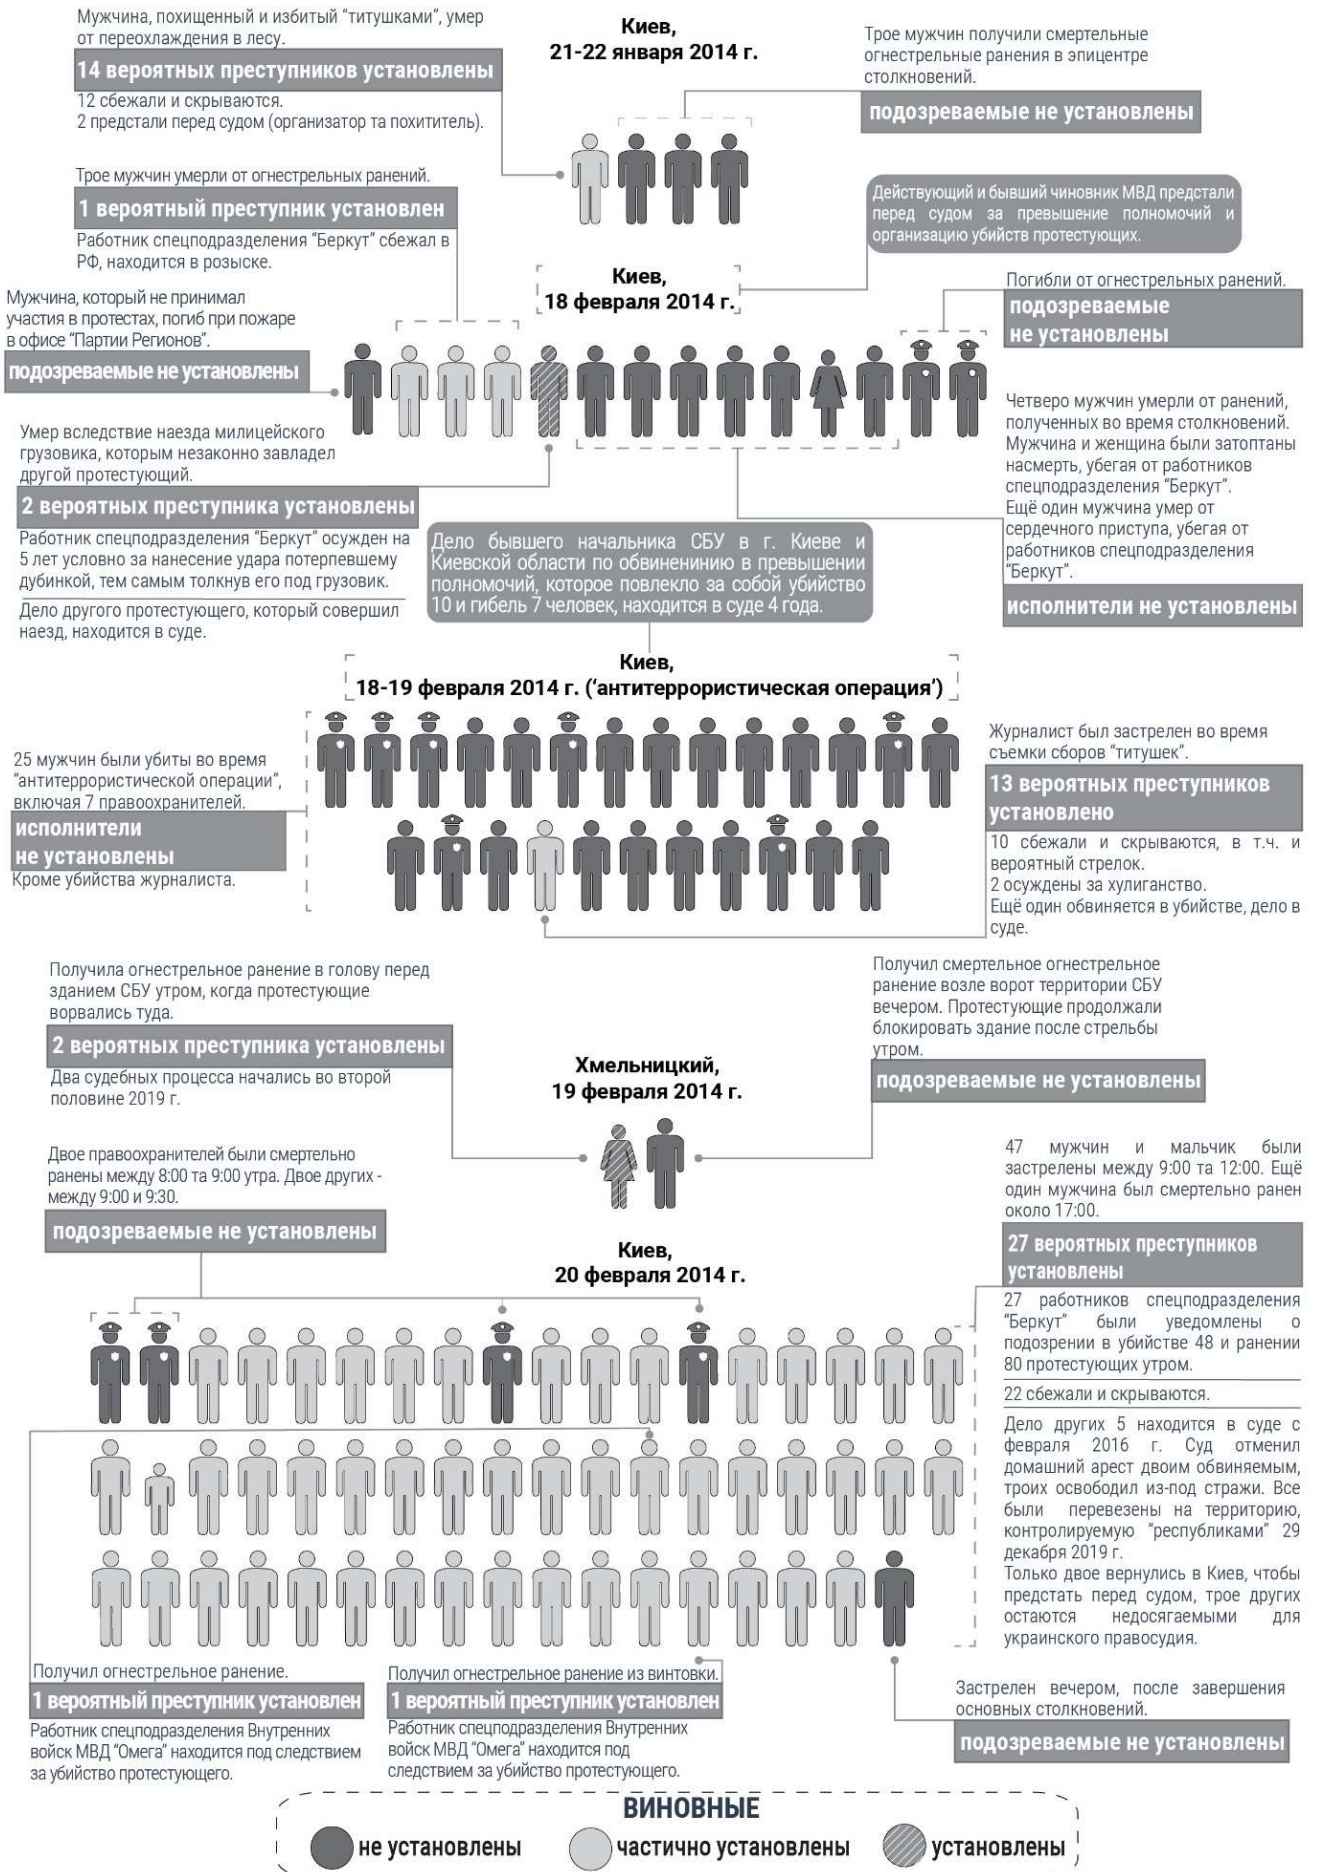 Мужчина, похищенный и избитый “титушками”, умер
от переохлаждения в лесу.
14 вероятных преступников установлены
12 сбежали и скрываются.
2 предстали перед судом (организатор та похититель).
Киев,
21-22 января 2014 г.
Трое мужчин получили смертельные
огнестрельные ранения в эпицентре
столкновений.
подозреваемые не установлены
Трое мужчин умерли от огнестрельных ранений.
1 вероятный преступник установлен
Работник спецподразделения “Беркут” сбежал в
РФ, находится в розыске.
Действующий и бывший чиновник МВД предстали
перед судом за превышение полномочий и
организацию убийств протестующих.
Киев,
18 февраля 2014 г.
Мужчина, который не принимал
участия в протестах, погиб при пожаре
в офисе “Партии Регионов”.
подозреваемые не установлены
Погибли от огнестрельных ранений.
подозреваемые
не установлены
Умер вследствие наезда милицейского
грузовика, которым незаконно завладел
другой протестующий.
2 вероятных преступника установлены
Работник спецподразделения “Беркут” осужден на
5 лет условно за нанесение удара потерпевшему
дубинкой, тем самым толкнув его под грузовик.
Дело другого протестующего, который совершил
наезд, находится в суде.
Четверо мужчин умерли от ранений,
полученных во время столкновений.
Мужчина и женщина были затоптаны
насмерть, убегая от работников
спецподразделения “Беркут”.
Ещё один мужчина умер от
сердечного приступа, убегая от
работников спецподразделения
“Беркут”.
исполнители не установлены
Дело бывшего начальника СБУ в г. Киеве и
Киевской области по обвиненинию в превышении
полномочий, которое повлекло за собой убийство
10 и гибель 7 человек, находится в суде 4 года.
Киев,
18-19 февраля 2014 г. (‘антитеррористическая операция’)
25 мужчин были убиты во время
“антитеррористической операции”,
включая 7 правоохранителей.
исполнители
не установлены
Кроме убийства журналиста.
Журналист был застрелен во время
съемки сборов “титушек”.
13 вероятных преступников
установлено
10 сбежали и скрываются, в т.ч. и
вероятный стрелок.
2 осуждены за хулиганство.
Ещё один обвиняется в убийстве, дело в
суде.
Получила огнестрельное ранение в голову перед
зданием СБУ утром, когда протестующие
ворвались туда.
2 вероятных преступника установлены
Два судебных процесса начались во второй
половине 2019 г.
Хмельницкий,
19 февраля 2014 г.
Получил смертельное огнестрельное
ранение возле ворот территории СБУ
вечером. Протестующие продолжали
блокировать здание после стрельбы
утром.
подозреваемые не установлены
Двое правоохранителей были смертельно
ранены между 8:00 та 9:00 утра. Двое других -
между 9:00 и 9:30.
подозреваемые не установлены
Киев,
20 февраля 2014 г.
47 мужчин и мальчик были
застрелены между 9:00 та 12:00. Ещё
один мужчина был смертельно ранен
около 17:00.
27 вероятных преступников
установлены
27 работников спецподразделения
“Беркут” были уведомлены о
подозрении в убийстве 48 и ранении
80 протестующих утром.
22 сбежали и скрываются.
Дело других 5 находится в суде с
февраля 2016 г. Суд отменил
домашний арест двоим обвиняемым,
троих освободил из-под стражи. Все
были перевезены на территорию,
контролируемую “республиками” 29
декабря 2019 г.
Только двое вернулись в Киев, чтобы
предстать перед судом, трое других
остаются недосягаемыми для
украинского правосудия.
Получил огнестрельное ранение.
1 вероятный преступник установлен
Работник спецподразделения Внутренних
войск МВД “Омега” находится под следствием
за убийство протестующего.
Получил огнестрельное ранение из винтовки.
1 вероятный преступник установлен
Работник спецподразделения Внутренних
войск МВД “Омега” находится под
следствием за убийство протестующего.
Застрелен вечером, после завершения
основных столкновений.
подозреваемые не установлены
ВИНОВНЫЕ
не установлены
частично установлены
установлены